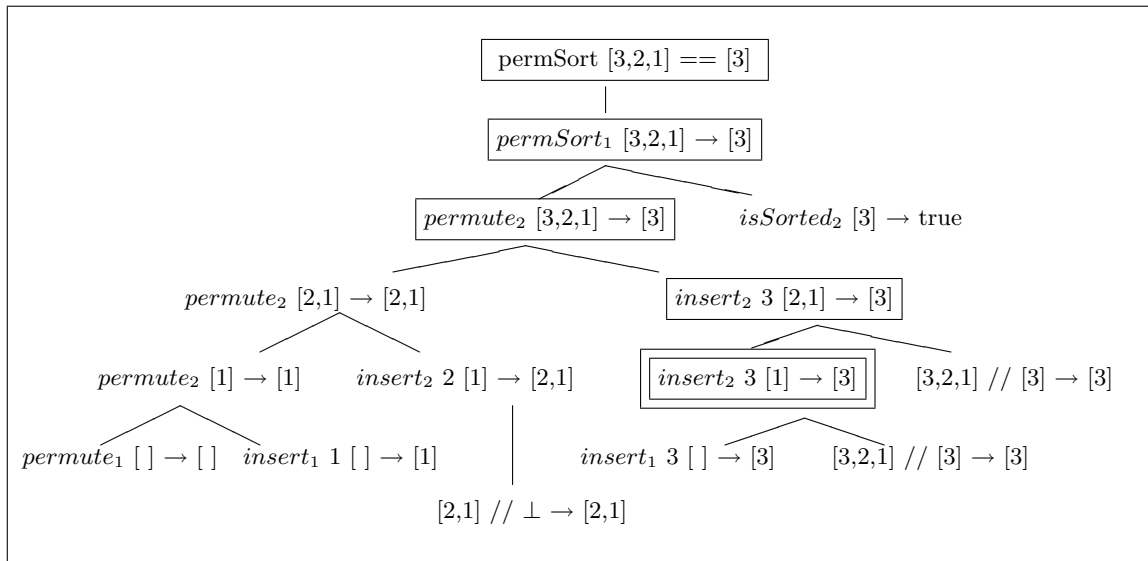 permSort [3,2,1] == [3]
permSort₁ [3,2,1] → [3]
permute₂ [3,2,1] → [3] isSorted₂ [3] → true
permute₂ [2,1] → [2,1] insert₂ 3 [2,1] → [3]
permute₂ [1] → [1] insert₂ 2 [1] → [2,1] insert₂ 3 [1] → [3] [3,2,1] // [3] → [3]
permute₁ [ ] → [ ] insert₁ 1 [ ] → [1] insert₁ 3 [ ] → [3] [3,2,1] // [3] → [3]
[2,1] // ⊥ → [2,1]